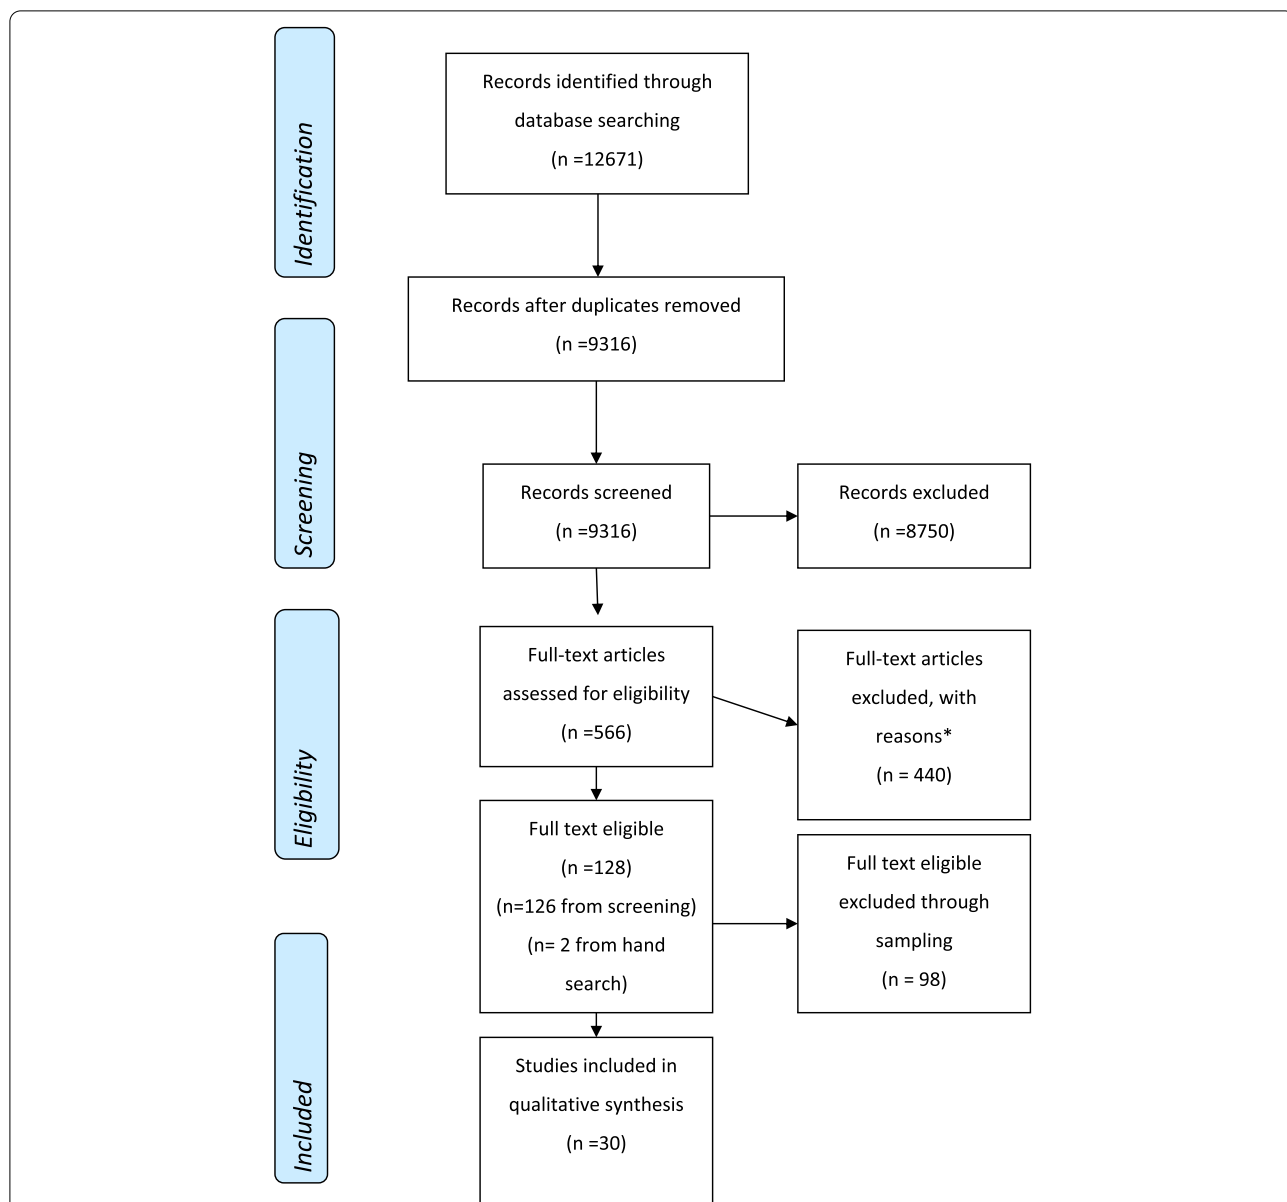 Identification
Records identified through
database searching
(n =12671)
Records after duplicates removed
(n =9316)
Screening
Records screened
(n =9316)
Records excluded
(n =8750)
Eligibility
Full-text articles
assessed for eligibility
(n =566)
Full-text articles
excluded, with
reasons*
(n = 440)
Full text eligible
(n =128)
(n=126 from screening)
(n= 2 from hand
search)
Full text eligible
excluded through
sampling
(n = 98)
Included
Studies included in
qualitative synthesis
(n =30)